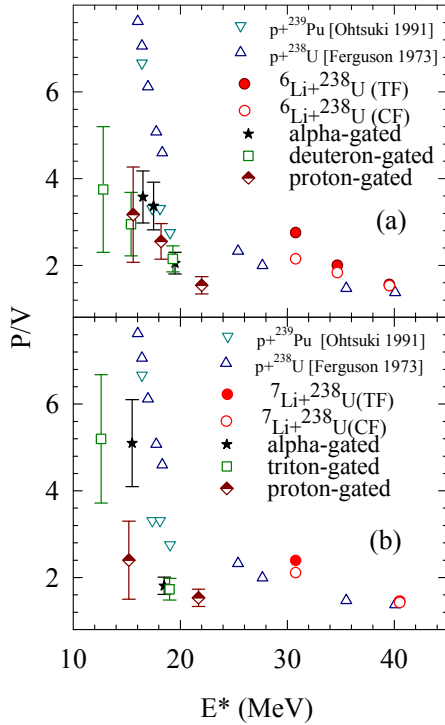 p+²³⁹Pu [Ohtsuki 1991]
p+²³⁸U [Ferguson 1973]
⁶Li+²³⁸U (TF)
⁶Li+²³⁸U (CF)
alpha-gated
deuteron-gated
proton-gated
(a)
6
4
2
P/V
p+²³⁹Pu [Ohtsuki 1991]
p+²³⁸U [Ferguson 1973]
⁷Li+²³⁸U(TF)
⁷Li+²³⁸U(CF)
alpha-gated
triton-gated
proton-gated
(b)
6
4
2
10 20 30 40
E* (MeV)